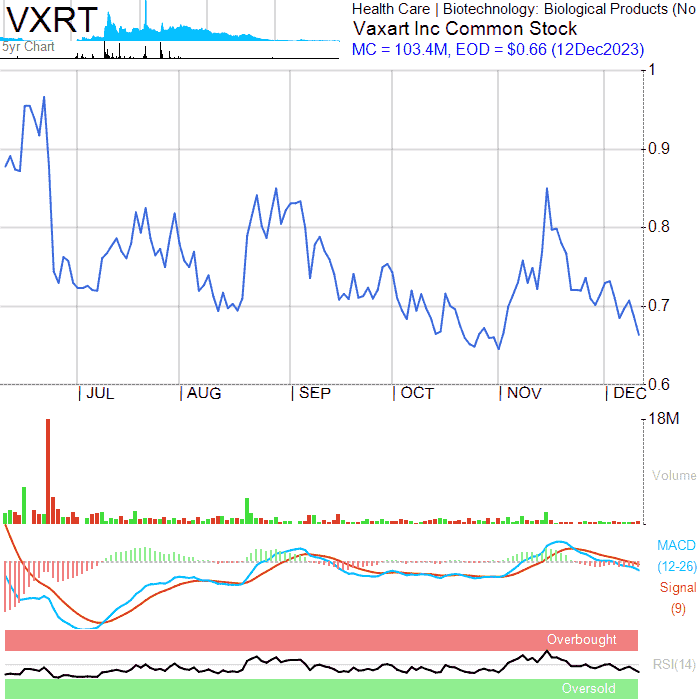 VXRT
5yr Chart
Health Care | Biotechnology: Biological Products (No
Vaxart Inc Common Stock
MC = 103.4M, EOD = $0.66 (12Dec2023)
1
0.9
0.8
0.7
0.6
| JUL | AUG | SEP | OCT | NOV | DEC
18M
Volume
MACD
(12-26)
Signal
(9)
Overbought
RSI(14)
Oversold